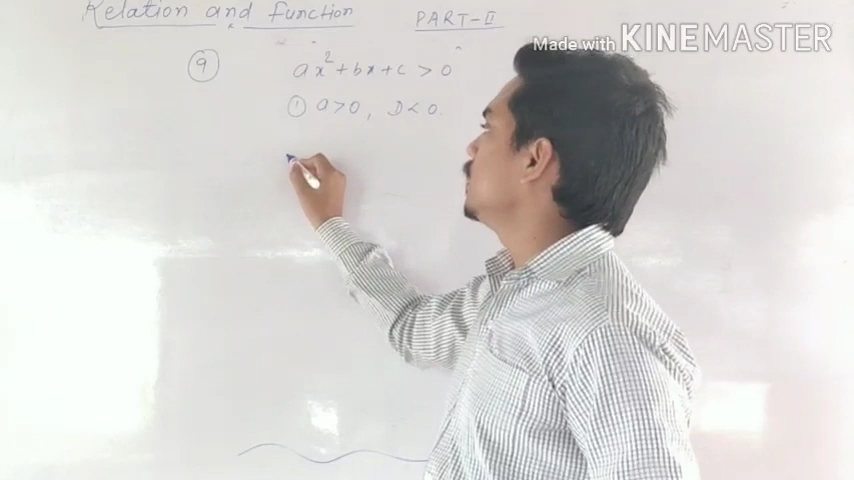 Relation and function PART-II
Made with KINEMASTER
9 ax² + bx + c > 0
1 a > 0, D < 0.